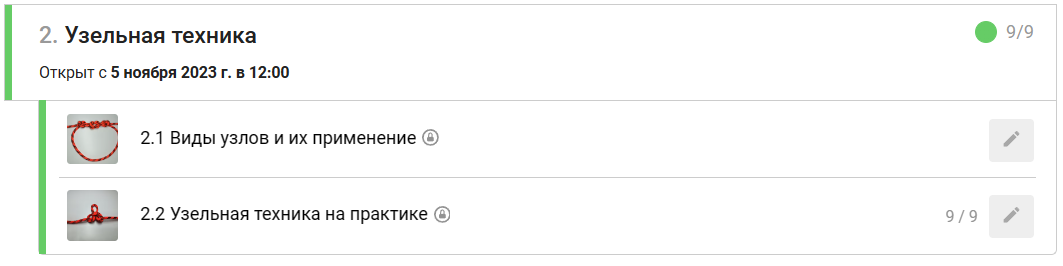 2. Узельная техника
9/9
Открыт с 5 ноября 2023 г. в 12:00
2.1 Виды узлов и их применение
2.2 Узельная техника на практике
9 / 9